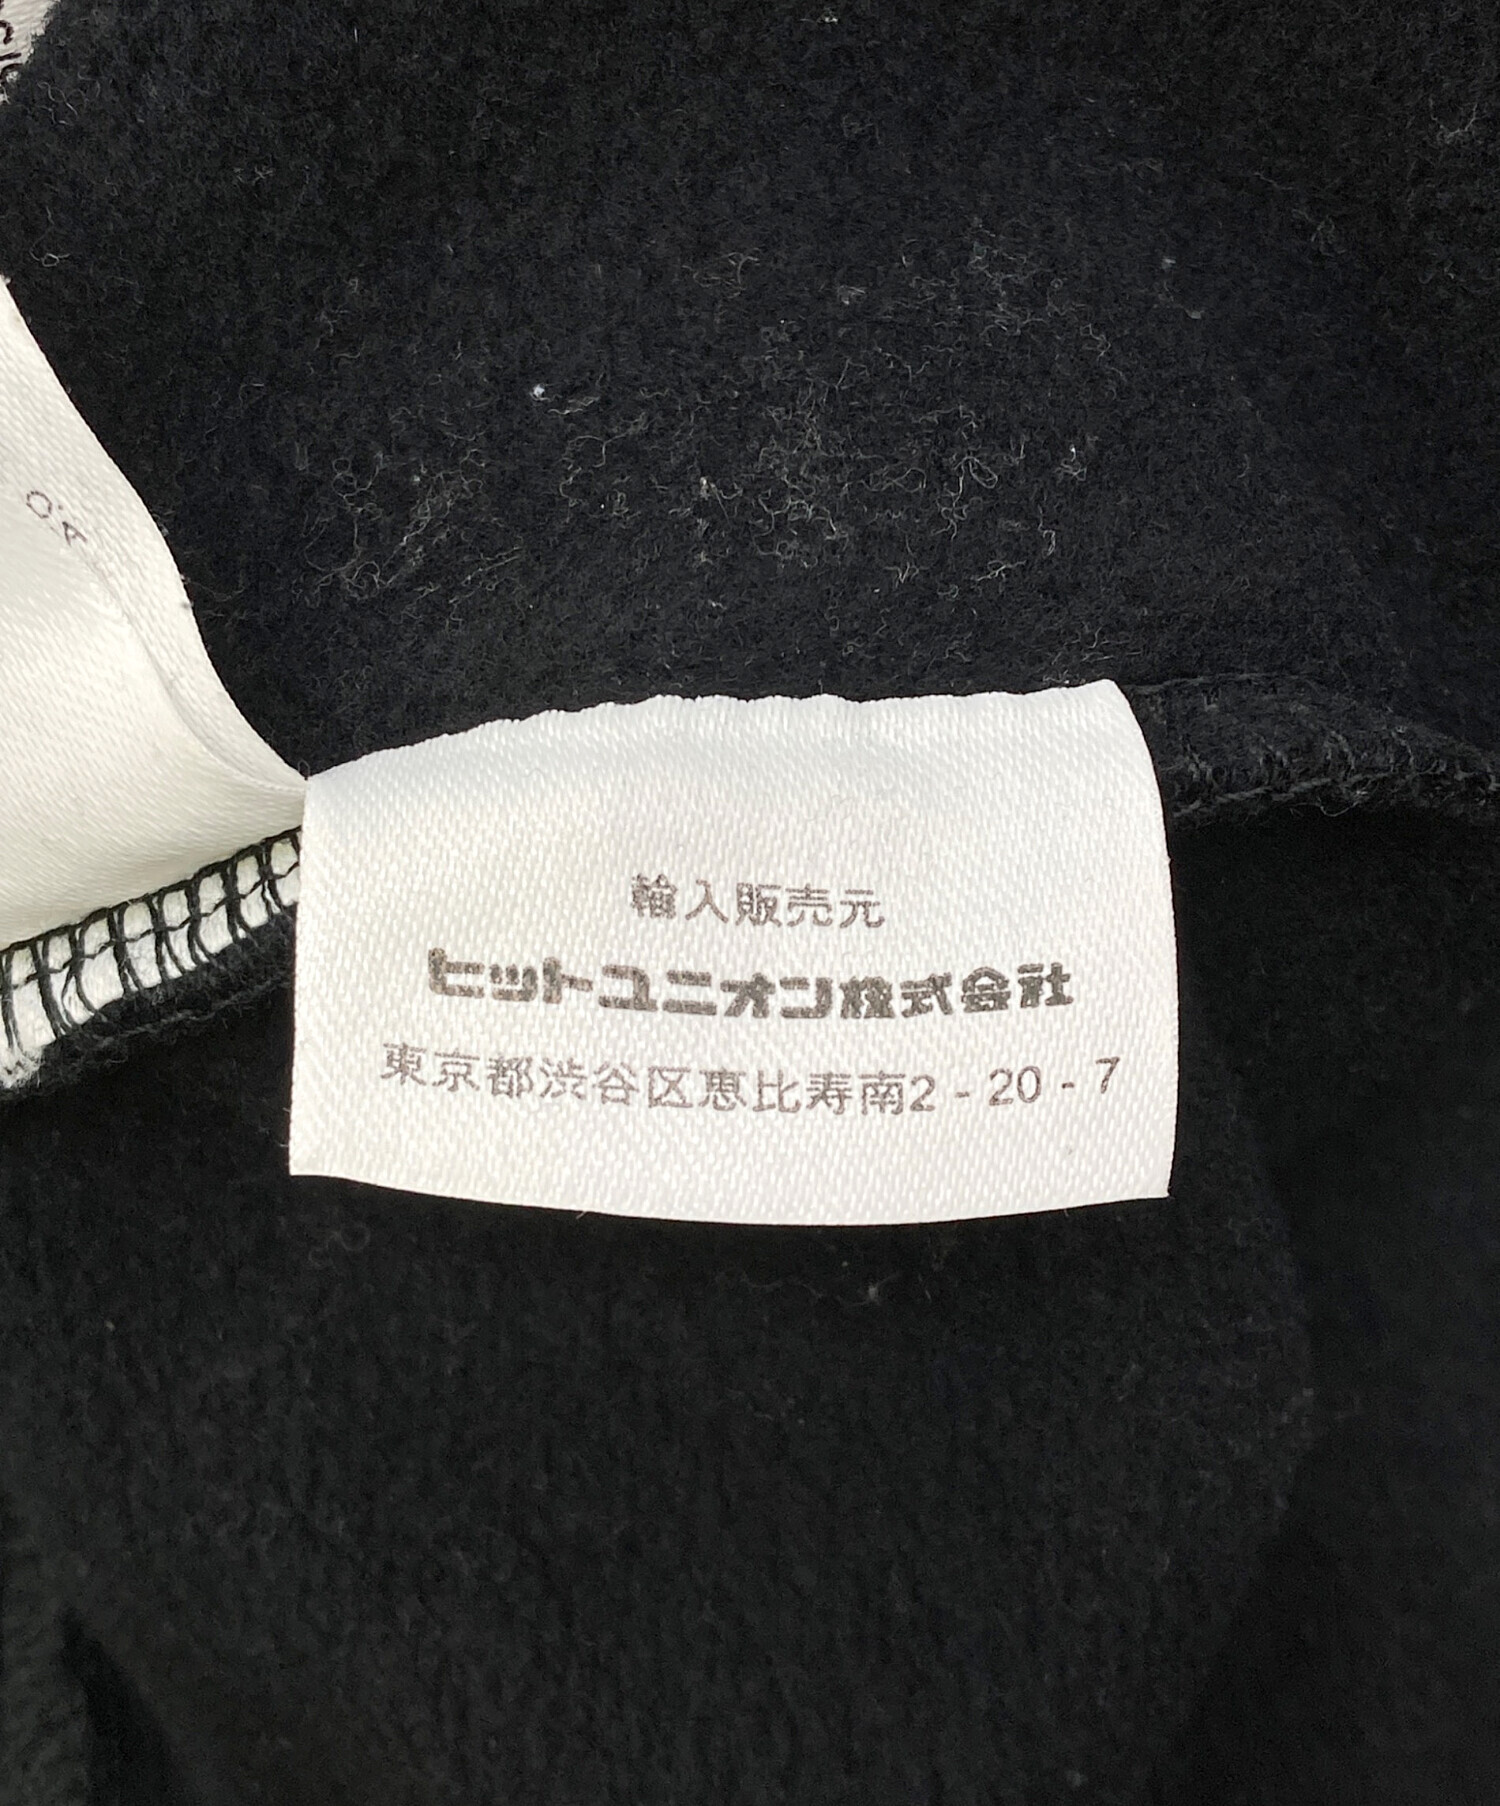 輸入販売元
ヒットユニオン株式会社
東京都渋谷区恵比寿南2-20-7